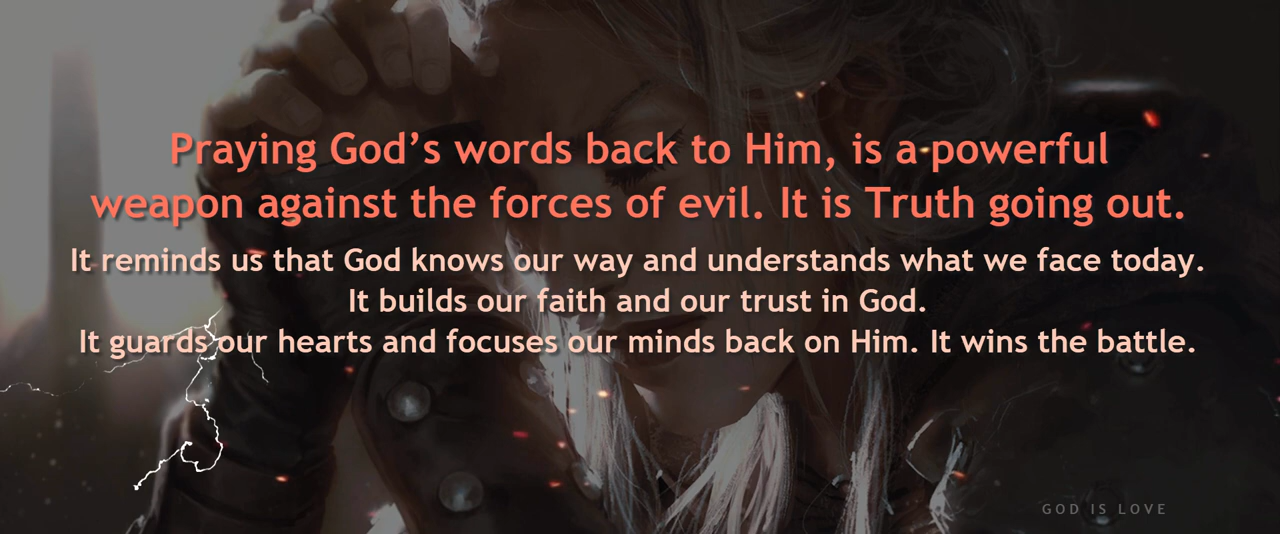 Praying God’s words back to Him, is a powerful
weapon against the forces of evil. It is Truth going out.
It reminds us that God knows our way and understands what we face today.
It builds our faith and our trust in God.
It guards our hearts and focuses our minds back on Him. It wins the battle.
GOD IS LOVE